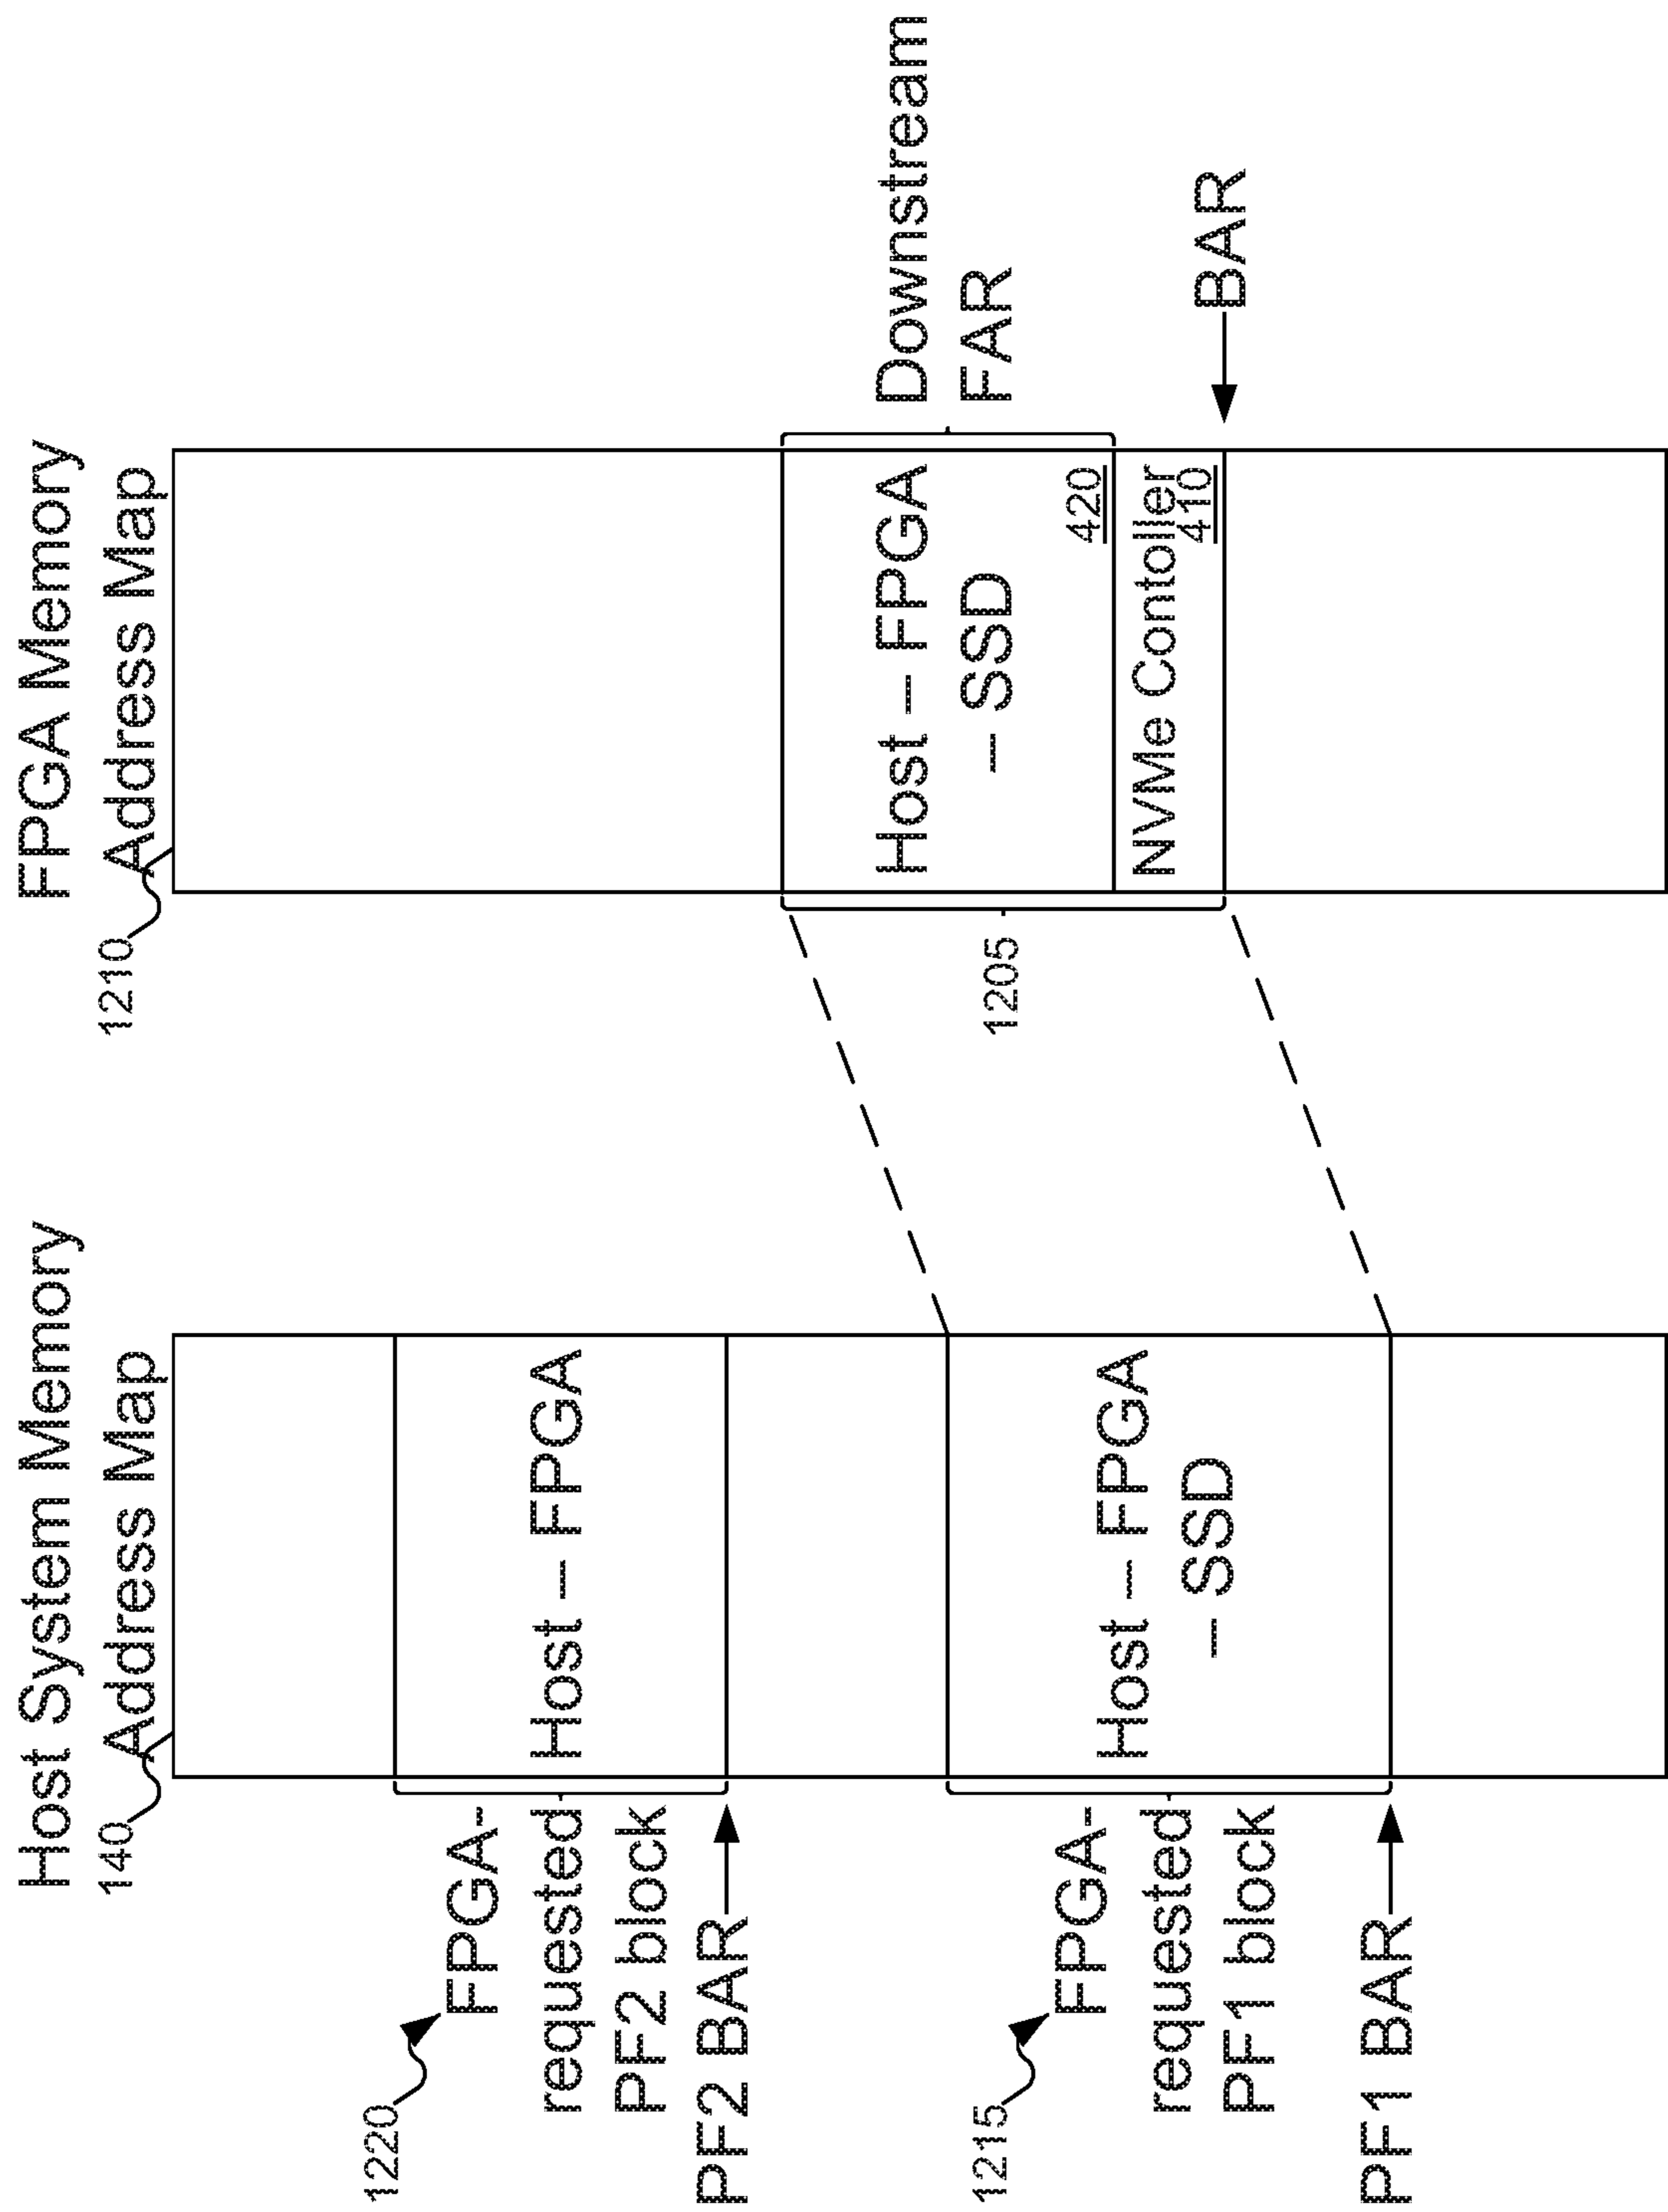 Host System Memory
Address Map
140
1220
FPGA-
requested
PF2 block
PF2 BAR
Host – FPGA
1215
FPGA-
requested
PF1 block
PF1 BAR
Host – FPGA
– SSD
FPGA Memory
Address Map
1210
1205
Host – FPGA
– SSD
420
NVMe Contoller
410
Downstream
FAR
BAR